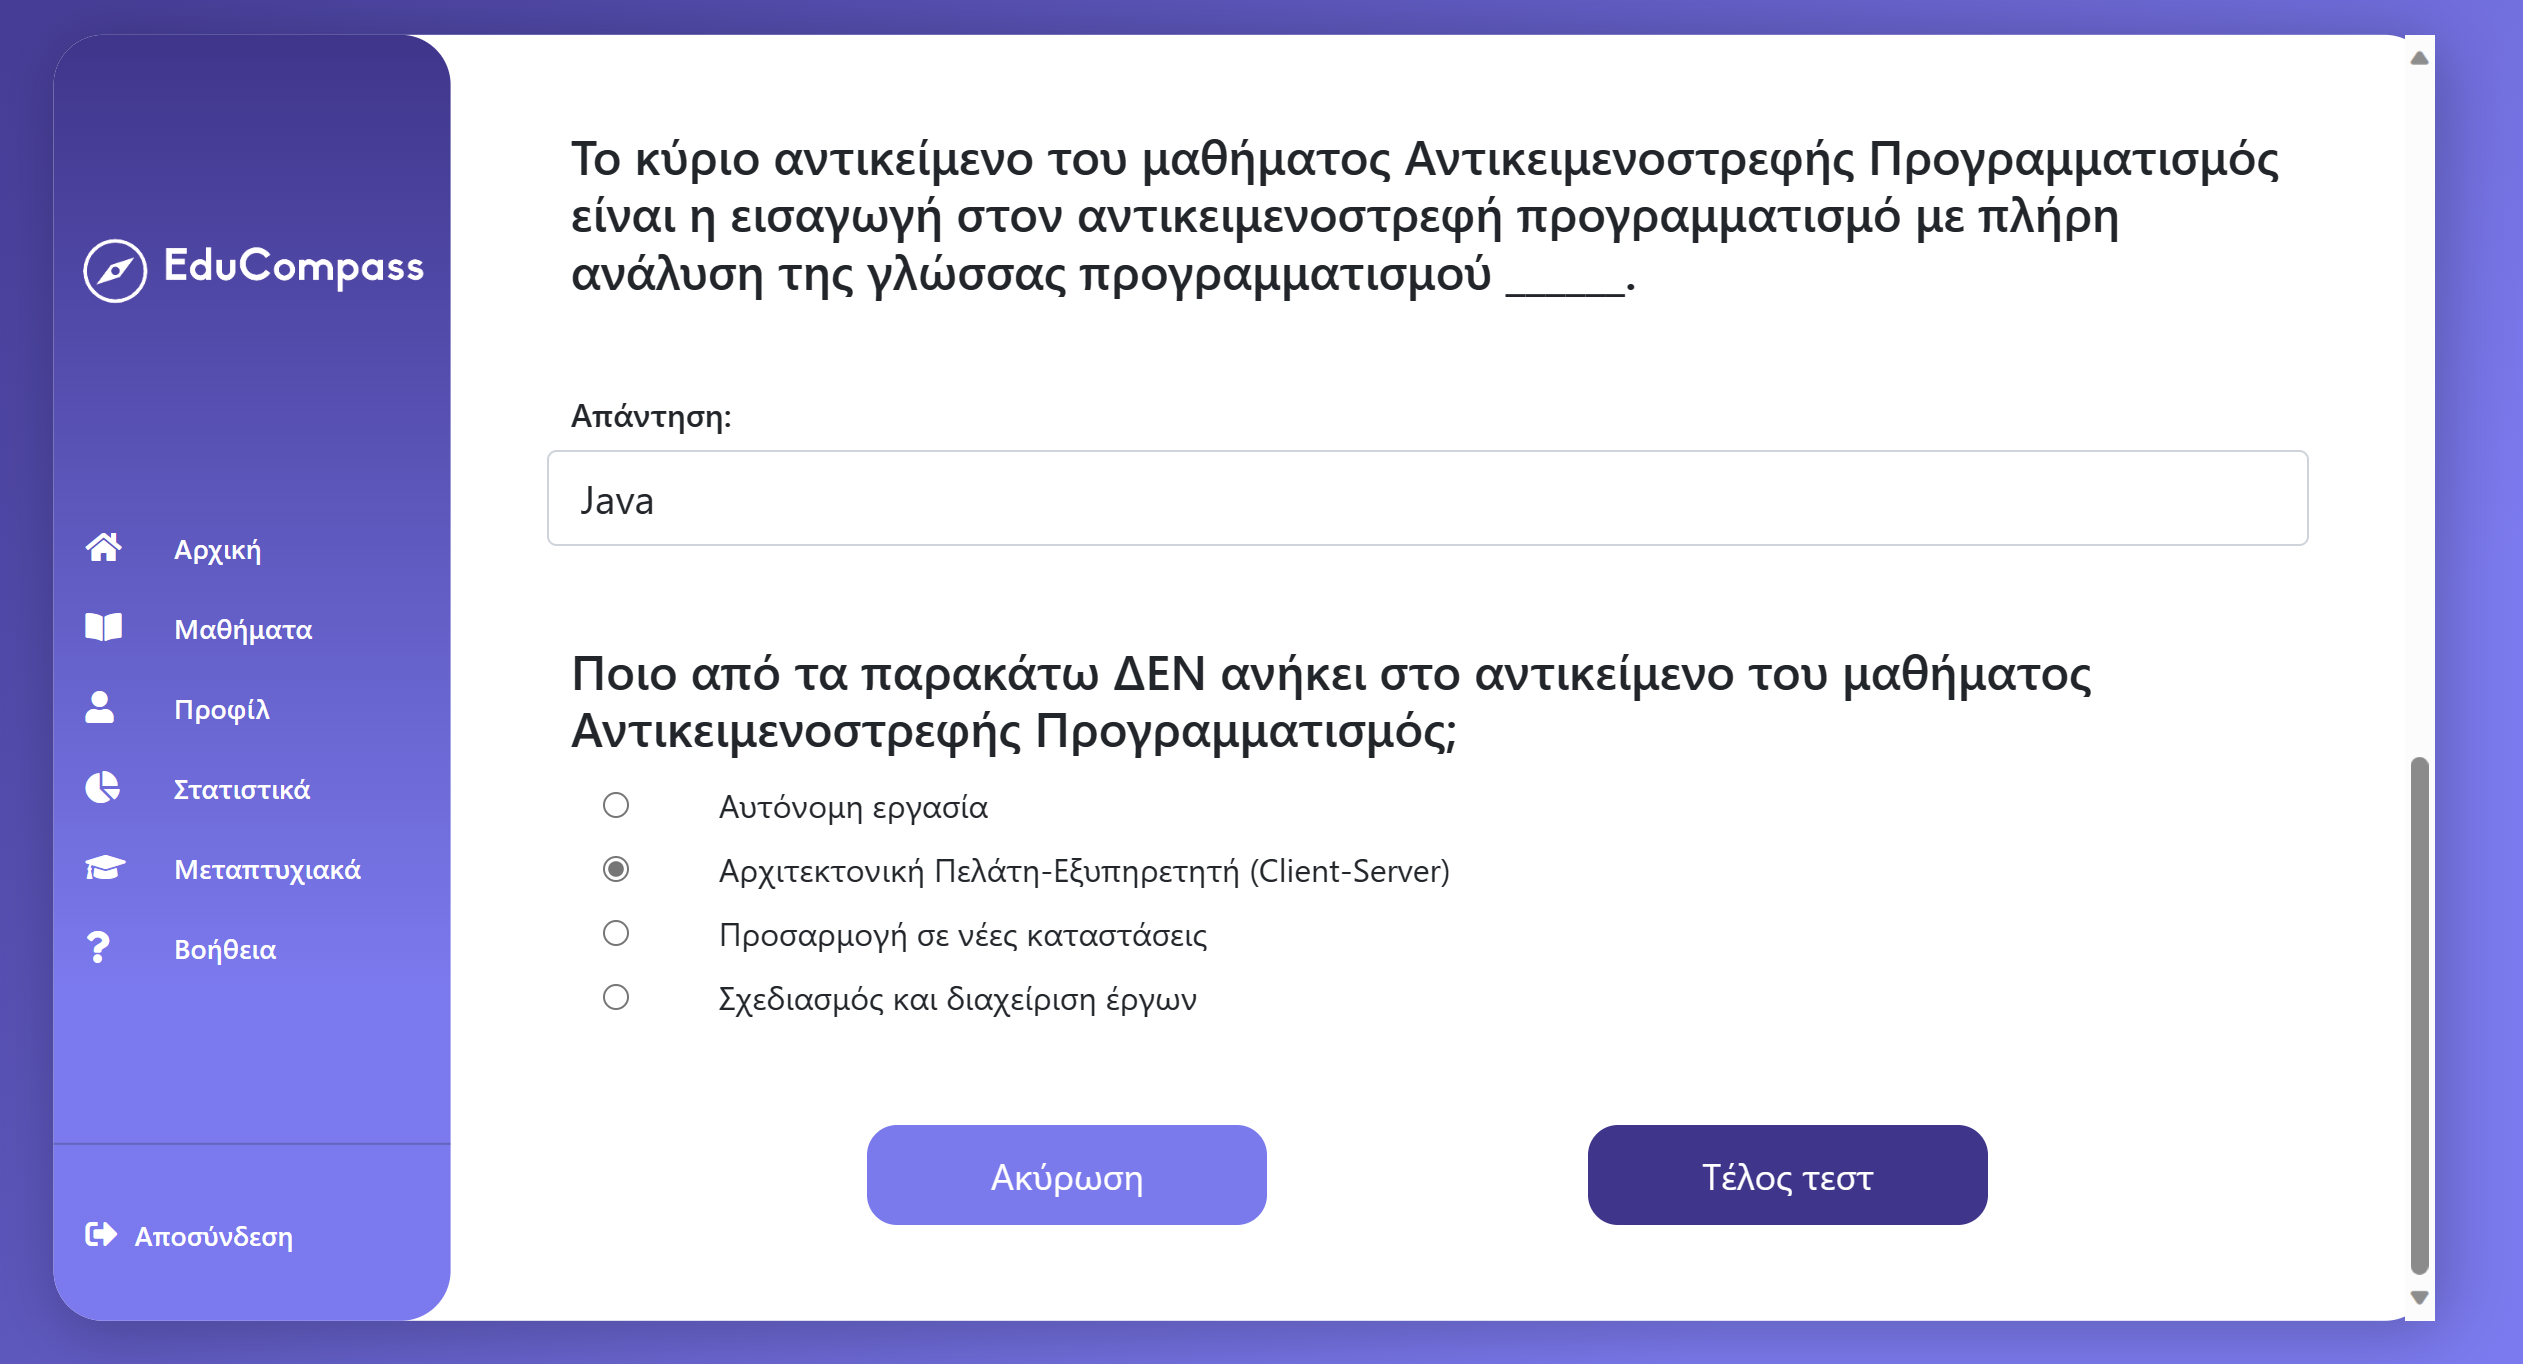 EduCompass
Αρχική
Μαθήματα
Προφίλ
Στατιστικά
Μεταπτυχιακά
Βοήθεια
Αποσύνδεση
Το κύριο αντικείμενο του μαθήματος Αντικειμενοστρεφής Προγραμματισμός
είναι η εισαγωγή στον αντικειμενοστρεφή προγραμματισμό με πλήρη
ανάλυση της γλώσσας προγραμματισμού ______.
Απάντηση:
Java
Ποιο από τα παρακάτω ΔΕΝ ανήκει στο αντικείμενο του μαθήματος
Αντικειμενοστρεφής Προγραμματισμός;
Αυτόνομη εργασία
Αρχιτεκτονική Πελάτη-Εξυπηρετητή (Client-Server)
Προσαρμογή σε νέες καταστάσεις
Σχεδιασμός και διαχείριση έργων
Ακύρωση
Τέλος τεστ